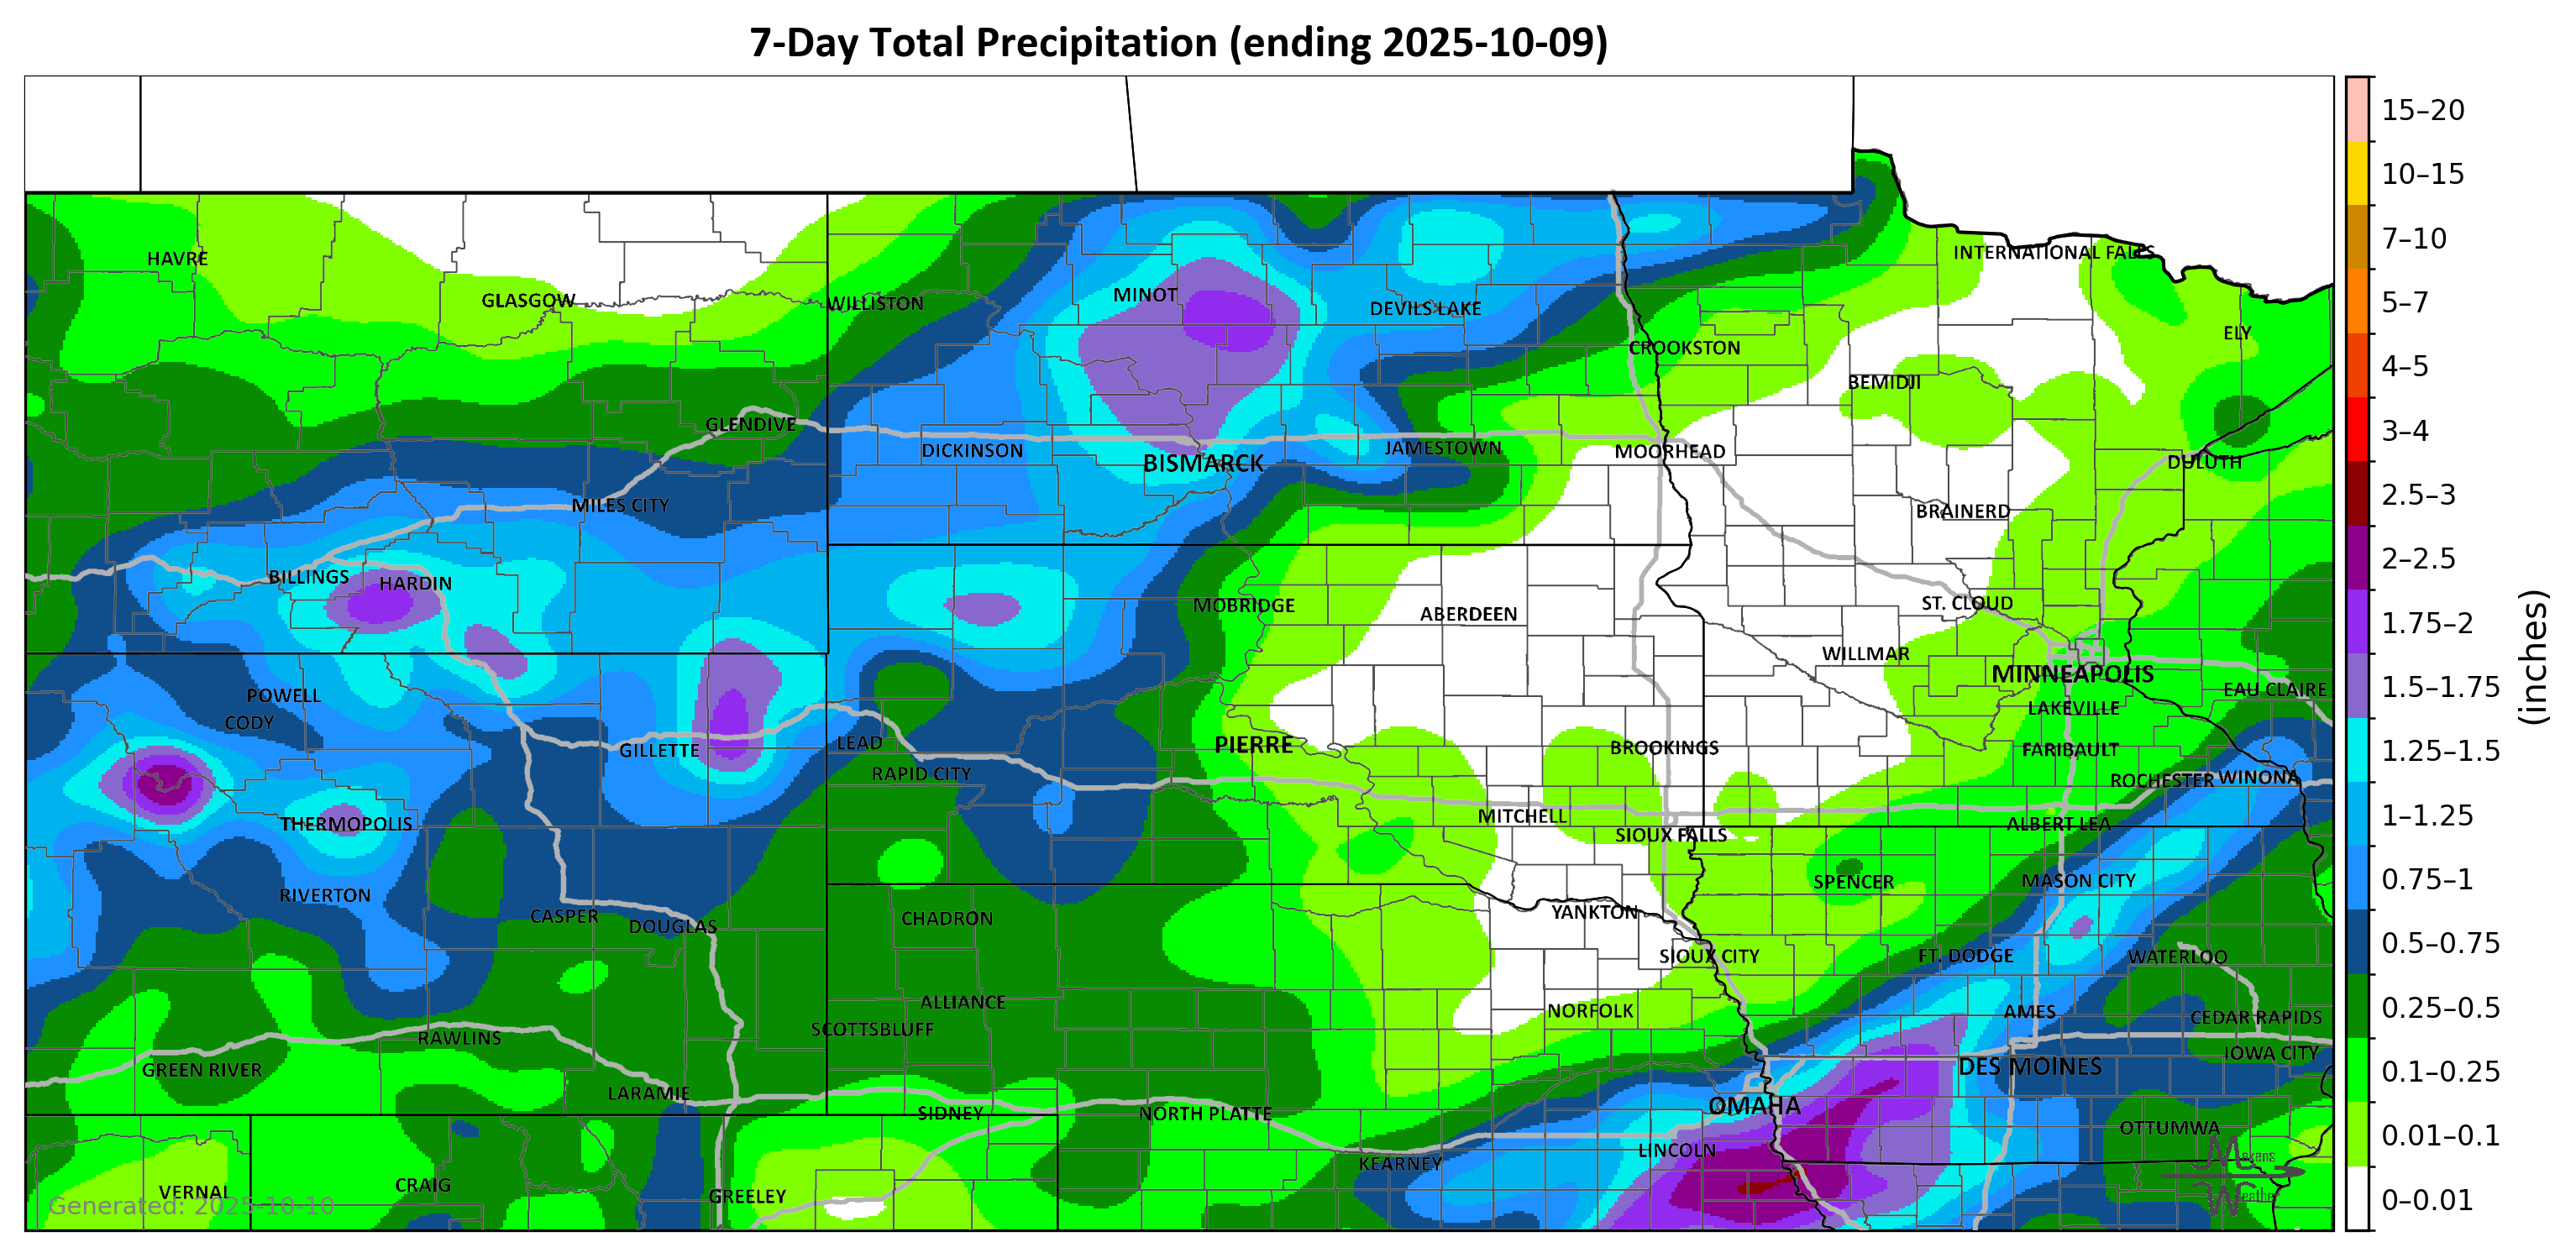 7-Day Total Precipitation (ending 2025-10-09)
15–20
10–15
7–10
5–7
4–5
3–4
2.5–3
2–2.5
1.75–2
1.5–1.75
1.25–1.5
1–1.25
0.75–1
0.5–0.75
0.25–0.5
0.1–0.25
0.01–0.1
0–0.01
(inches)
HAVRE
INTERNATIONAL FALLS
GLASGOW
WILLISTON
MINOT
DEVILS LAKE
ELY
CROOKSTON
BEMIDJI
GLENDIVE
DICKINSON
BISMARCK
JAMESTOWN
MOORHEAD
DULUTH
MILES CITY
BRAINERD
BILLINGS
HARDIN
MOBRIDGE
ABERDEEN
ST. CLOUD
WILLMAR
MINNEAPOLIS
POWELL
EAU CLAIRE
CODY
LAKEVILLE
GILLETTE
LEAD
PIERRE
BROOKINGS
FARIBAULT
RAPID CITY
ROCHESTER
WINONA
THERMOPOLIS
MITCHELL
SIOUX FALLS
ALBERT LEA
RIVERTON
SPENCER
MASON CITY
CASPER
DOUGLAS
CHADRON
YANKTON
SIOUX CITY
FT. DODGE
WATERLOO
ALLIANCE
NORFOLK
AMES
CEDAR RAPIDS
SCOTTSBLUFF
RAWLINS
IOWA CITY
GREEN RIVER
DES MOINES
LARAMIE
SIDNEY
NORTH PLATTE
OMAHA
OTTUMWA
LINCOLN
KEARNEY
VERNAL
CRAIG
GREELEY
Generated: 2025-10-10
Makens
Weather